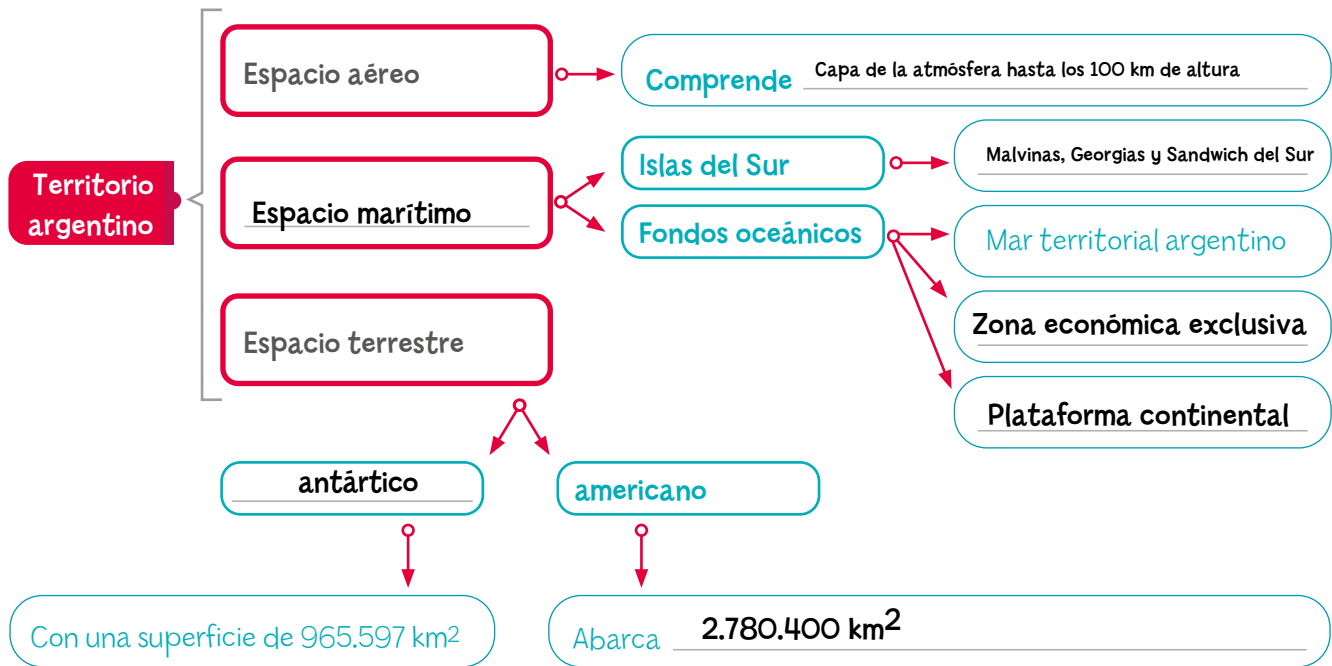 Territorio
argentino
Espacio aéreo
Comprende Capa de la atmósfera hasta los 100 km de altura
Espacio marítimo
Islas del Sur
Malvinas, Georgias y Sandwich del Sur
Fondos oceánicos
Mar territorial argentino
Zona económica exclusiva
Plataforma continental
Espacio terrestre
antártico
americano
Con una superficie de 965.597 km²
Abarca 2.780.400 km²